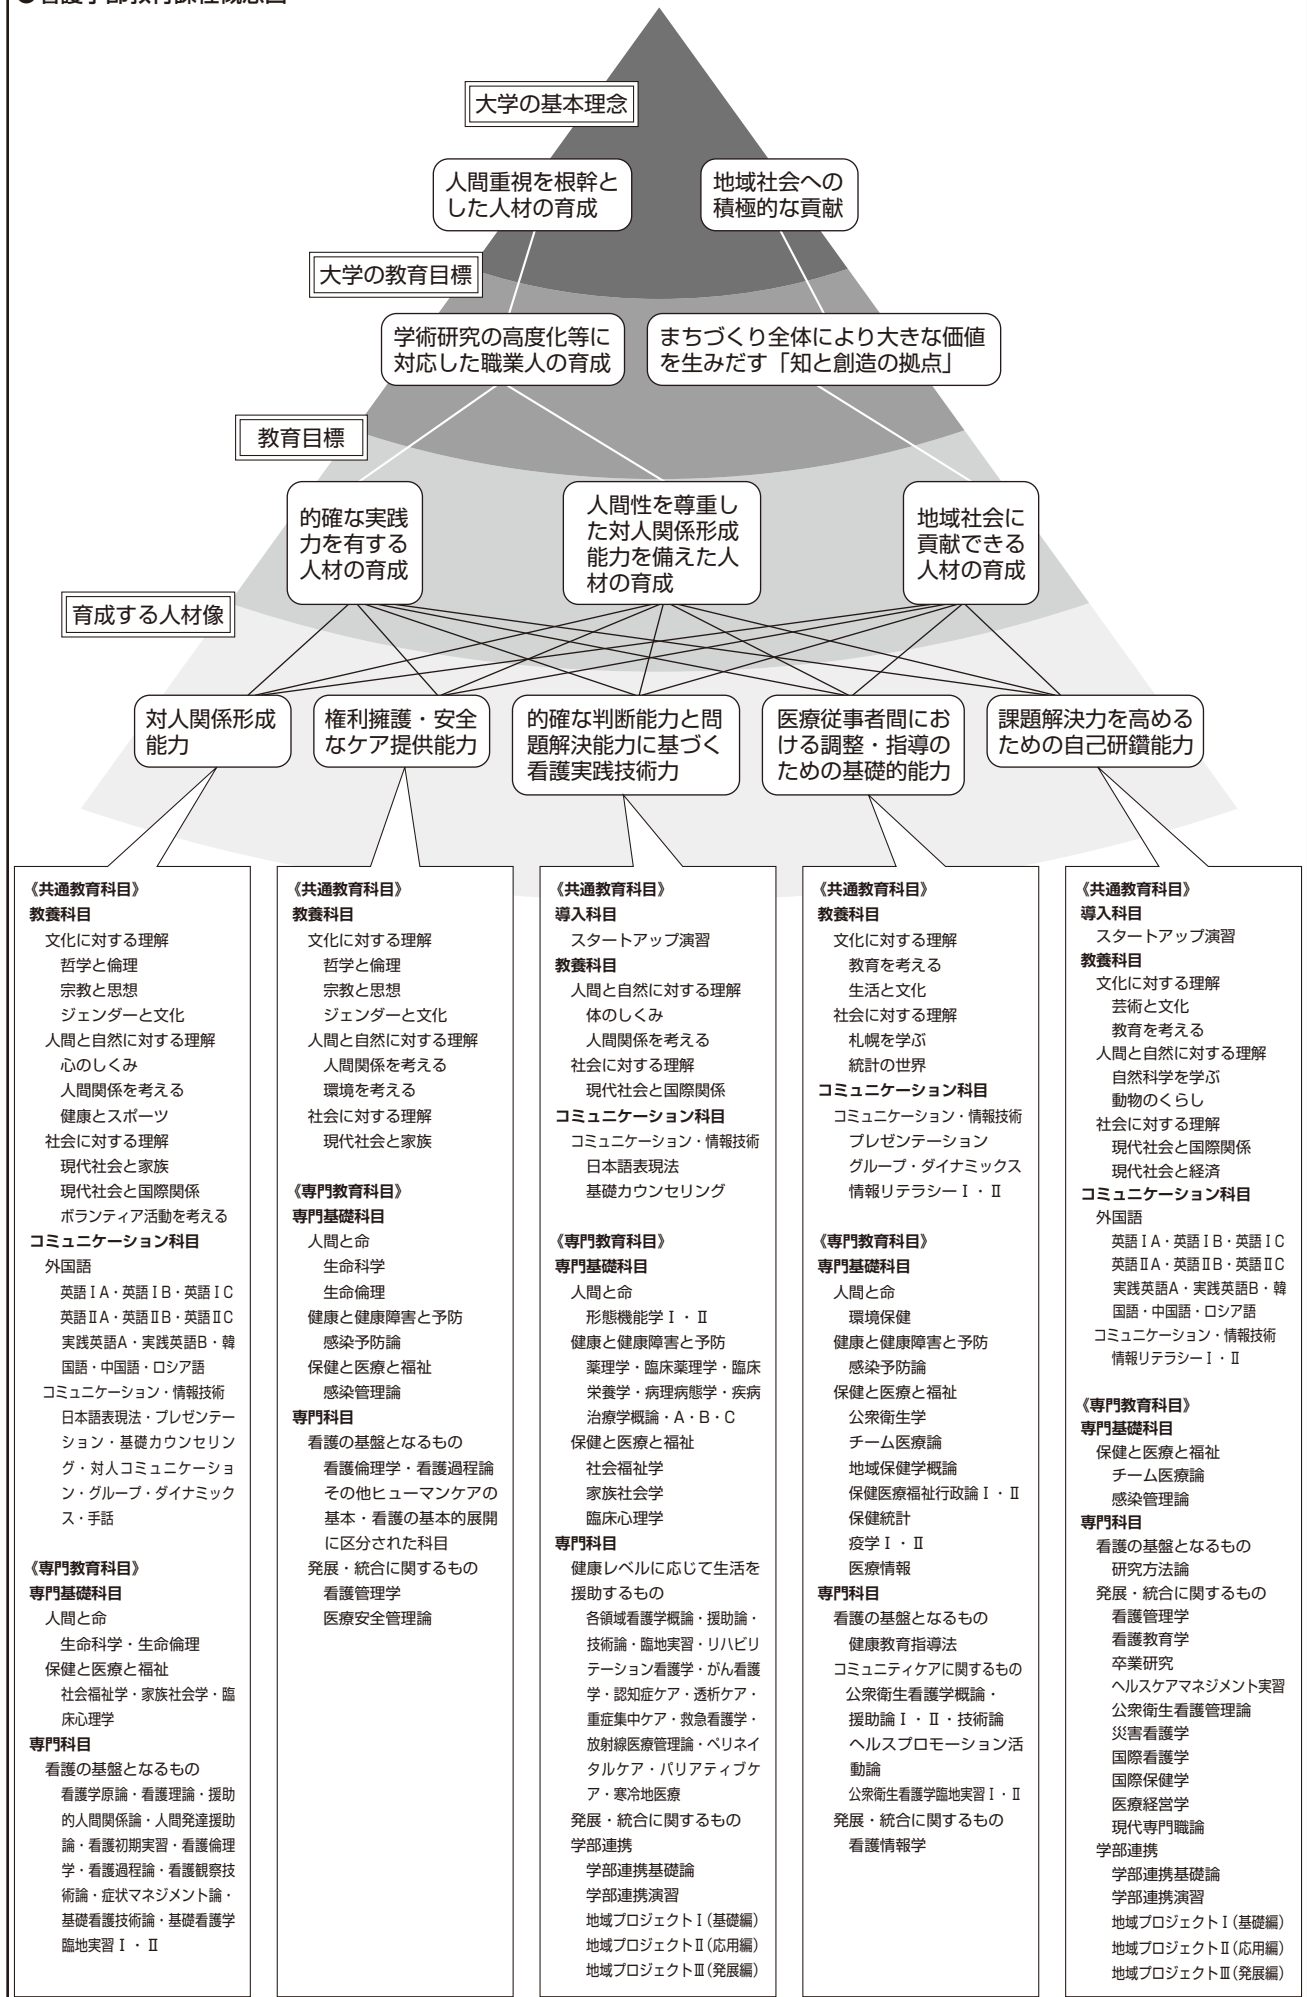 大学の基本理念
人間重視を根幹と
した人材の育成
地域社会への
積極的な貢献
大学の教育目標
学術研究の高度化等に
対応した職業人の育成
まちづくり全体により大きな価値
を生みだす「知と創造の拠点」
教育目標
的確な実践
力を有する
人材の育成
人間性を尊重し
た対人関係形成
能力を備えた人
材の育成
地域社会に
貢献できる
人材の育成
育成する人材像
対人関係形成
能力
権利擁護・安全
なケア提供能力
的確な判断能力と問
題解決能力に基づく
看護実践技術力
医療従事者間にお
ける調整・指導の
ための基礎的能力
課題解決力を高める
ための自己研鑽能力
《共通教育科目》
教養科目
文化に対する理解
哲学と倫理
宗教と思想
ジェンダーと文化
人間と自然に対する理解
心のしくみ
人間関係を考える
健康とスポーツ
社会に対する理解
現代社会と家族
現代社会と国際関係
ボランティア活動を考える
コミュニケーション科目
外国語
英語ⅠA・英語ⅠB・英語ⅠC
英語ⅡA・英語ⅡB・英語ⅡC
実践英語A・実践英語B・韓
国語・中国語・ロシア語
コミュニケーション・情報技術
日本語表現法・プレゼンテー
ション・基礎カウンセリン
グ・対人コミュニケーショ
ン・グループ・ダイナミック
ス・手話
《専門教育科目》
専門基礎科目
人間と命
生命科学・生命倫理
保健と医療と福祉
社会福祉学・家族社会学・臨
床心理学
専門科目
看護の基盤となるもの
看護学原論・看護理論・援助
的人間関係論・人間発達援助
論・看護初期実習・看護倫理
学・看護過程論・看護観察技
術論・症状マネジメント論・
基礎看護技術論・基礎看護学
臨地実習Ⅰ・Ⅱ
《共通教育科目》
教養科目
文化に対する理解
哲学と倫理
宗教と思想
ジェンダーと文化
人間と自然に対する理解
人間関係を考える
環境を考える
社会に対する理解
現代社会と家族
《専門教育科目》
専門基礎科目
人間と命
生命科学
生命倫理
健康と健康障害と予防
感染予防論
保健と医療と福祉
感染管理論
専門科目
看護の基盤となるもの
看護倫理学・看護過程論
その他ヒューマンケアの
基本・看護の基本的展開
に区分された科目
発展・統合に関するもの
看護管理学
医療安全管理論
《共通教育科目》
導入科目
スタートアップ演習
教養科目
人間と自然に対する理解
体のしくみ
人間関係を考える
社会に対する理解
現代社会と国際関係
コミュニケーション科目
コミュニケーション・情報技術
日本語表現法
基礎カウンセリング
《専門教育科目》
専門基礎科目
人間と命
形態機能学Ⅰ・Ⅱ
健康と健康障害と予防
薬理学・臨床薬理学・臨床
栄養学・病理病態学・疾病
治療学概論・A・B・C
保健と医療と福祉
社会福祉学
家族社会学
臨床心理学
専門科目
健康レベルに応じて生活を
援助するもの
各領域看護学概論・援助論・
技術論・臨地実習・リハビリ
テーション看護学・がん看護
学・認知症ケア・透析ケア・
重症集中ケア・救急看護学・
放射線医療管理論・ペリネイ
タルケア・パリアティブケ
ア・寒冷地医療
発展・統合に関するもの
学部連携
学部連携基礎論
学部連携演習
地域プロジェクトⅠ(基礎編)
地域プロジェクトⅡ(応用編)
地域プロジェクトⅢ(発展編)
《共通教育科目》
教養科目
文化に対する理解
教育を考える
生活と文化
社会に対する理解
札幌を学ぶ
統計の世界
コミュニケーション科目
コミュニケーション・情報技術
プレゼンテーション
グループ・ダイナミックス
情報リテラシーⅠ・Ⅱ
《専門教育科目》
専門基礎科目
人間と命
環境保健
健康と健康障害と予防
感染予防論
保健と医療と福祉
公衆衛生学
チーム医療論
地域保健学概論
保健医療福祉行政論Ⅰ・Ⅱ
保健統計
疫学Ⅰ・Ⅱ
医療情報
専門科目
看護の基盤となるもの
健康教育指導法
コミュニティケアに関するもの
公衆衛生看護学概論・
援助論Ⅰ・Ⅱ・技術論
ヘルスプロモーション活
動論
公衆衛生看護学臨地実習Ⅰ・Ⅱ
発展・統合に関するもの
看護情報学
《共通教育科目》
導入科目
スタートアップ演習
教養科目
文化に対する理解
芸術と文化
教育を考える
人間と自然に対する理解
自然科学を学ぶ
動物のくらし
社会に対する理解
現代社会と国際関係
現代社会と経済
コミュニケーション科目
外国語
英語ⅠA・英語ⅠB・英語ⅠC
英語ⅡA・英語ⅡB・英語ⅡC
実践英語A・実践英語B・韓
国語・中国語・ロシア語
コミュニケーション・情報技術
情報リテラシーⅠ・Ⅱ
《専門教育科目》
専門基礎科目
保健と医療と福祉
チーム医療論
感染管理論
専門科目
看護の基盤となるもの
研究方法論
発展・統合に関するもの
看護管理学
看護教育学
卒業研究
ヘルスケアマネジメント実習
公衆衛生看護管理論
災害看護学
国際看護学
国際保健学
医療経営学
現代専門職論
学部連携
学部連携基礎論
学部連携演習
地域プロジェクトⅠ(基礎編)
地域プロジェクトⅡ(応用編)
地域プロジェクトⅢ(発展編)